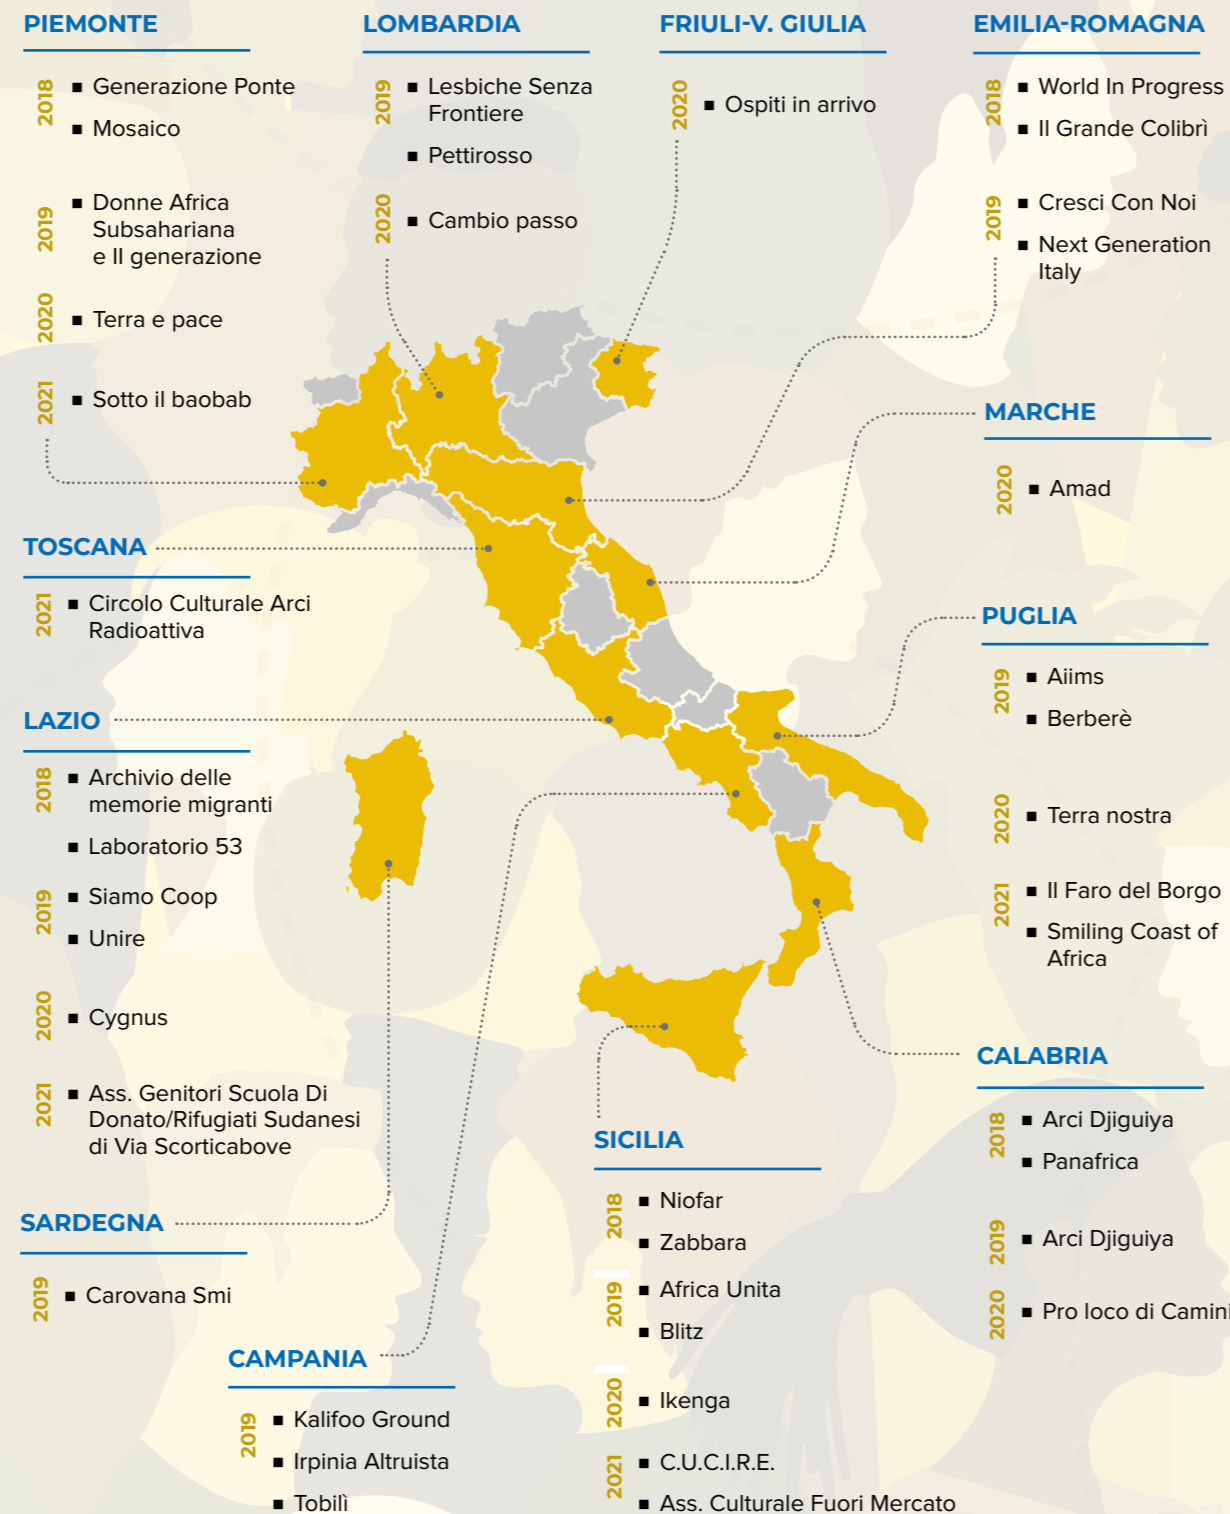 PIEMONTE
2018
Generazione Ponte
Mosaico
2019
Donne Africa
Subsahariana
e II generazione
2020
Terra e pace
2021
Sotto il baobab
LOMBARDIA
2019
Lesbiche Senza
Frontiere
Pettirosso
2020
Cambio passo
FRIULI-V. GIULIA
2020
Ospiti in arrivo
EMILIA-ROMAGNA
2018
World In Progress
Il Grande Colibrì
2019
Cresci Con Noi
Next Generation
Italy
MARCHE
2020
Amad
TOSCANA
2021
Circolo Culturale Arci
Radioattiva
PUGLIA
2019
Aiims
Berberè
2020
Terra nostra
2021
Il Faro del Borgo
Smiling Coast of
Africa
LAZIO
2018
Archivio delle
memorie migranti
Laboratorio 53
2019
Siamo Coop
Unire
2020
Cygnus
2021
Ass. Genitori Scuola Di
Donato/Rifugiati Sudanesi
di Via Scorticabove
CALABRIA
2018
Arci Djiguiya
Panafrica
2019
Arci Djiguiya
2020
Pro loco di Camini
SICILIA
2018
Niofar
Zabbara
2019
Africa Unita
Blitz
2020
Ikenga
2021
C.U.C.I.R.E.
Ass. Culturale Fuori Mercato
SARDEGNA
2019
Carovana Smi
CAMPANIA
2019
Kalifoo Ground
Irpinia Altruista
Tobilì